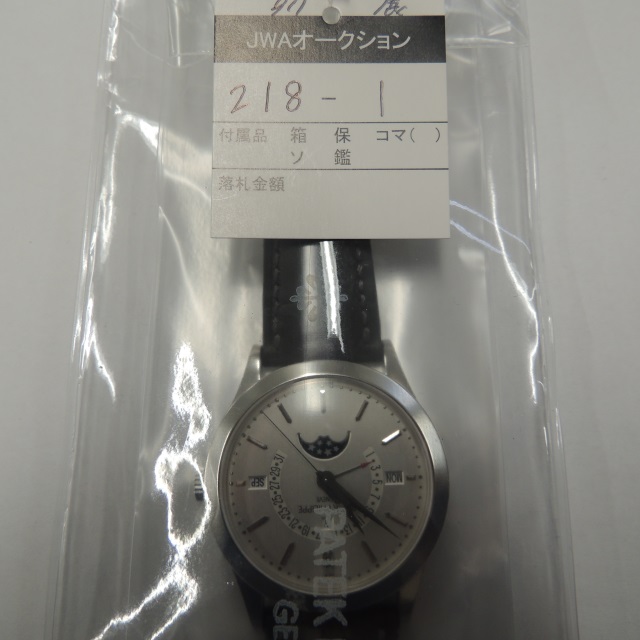 JWAオークション
218-1
付属品 箱 保 コマ( )
ソ 鑑
落札金額
PATEK
GE